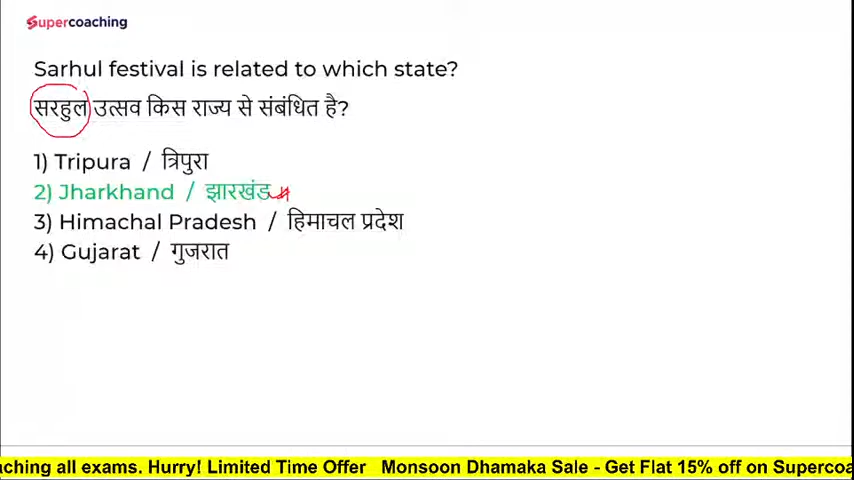 Supercoaching
Sarhul festival is related to which state?
सरहुल उत्सव किस राज्य से संबंधित है?
1) Tripura / त्रिपुरा
2) Jharkhand / झारखंड
3) Himachal Pradesh / हिमाचल प्रदेश
4) Gujarat / गुजरात
aching all exams. Hurry! Limited Time Offer Monsoon Dhamaka Sale - Get Flat 15% off on Supercoa